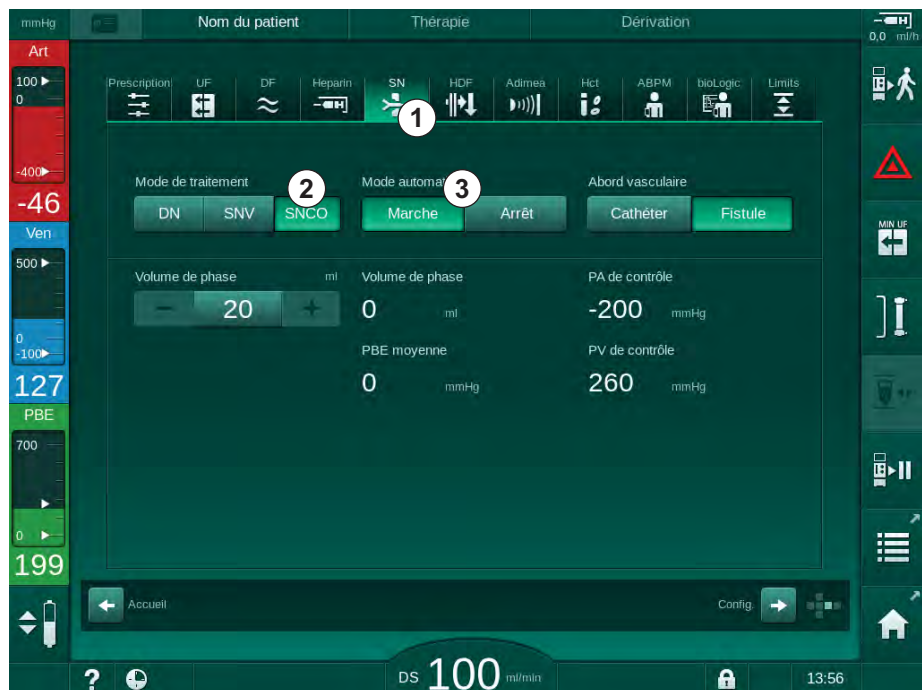 mmHg
Nom du patient
Thérapie
Dérivation
0,0 ml/h
Art
100
0
-400
-46
Ven
500
0
-100
127
PBE
700
0
199
Prescription
UF
DF
Heparin
SN
HDF
Adimea
Hct
ABPM
bioLogic
Limits
1
Mode de traitement
2
DN
SNV
SNCO
Mode automat
3
Marche
Arrêt
Abord vasculaire
Cathéter
Fistule
Volume de phase ml
20
Volume de phase
0 ml
PBE moyenne
0 mmHg
PA de contrôle
-200 mmHg
PV de contrôle
260 mmHg
MIN UF
Accueil
Config.
?
DS 100 ml/min
13:56